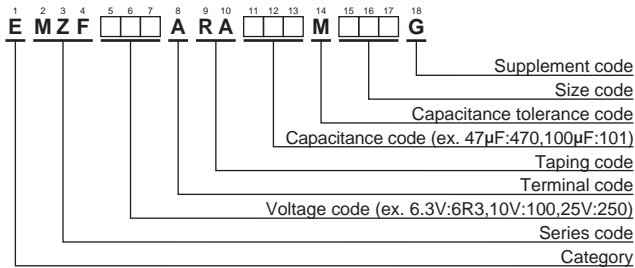 1 2 3 4 5 6 7 8 9 10 11 12 13 14 15 16 17 18
E M Z F □□□ A R A □□□ M □□□ G
Supplement code
Size code
Capacitance tolerance code
Capacitance code (ex. 47μF:470,100μF:101)
Taping code
Terminal code
Voltage code (ex. 6.3V:6R3,10V:100,25V:250)
Series code
Category